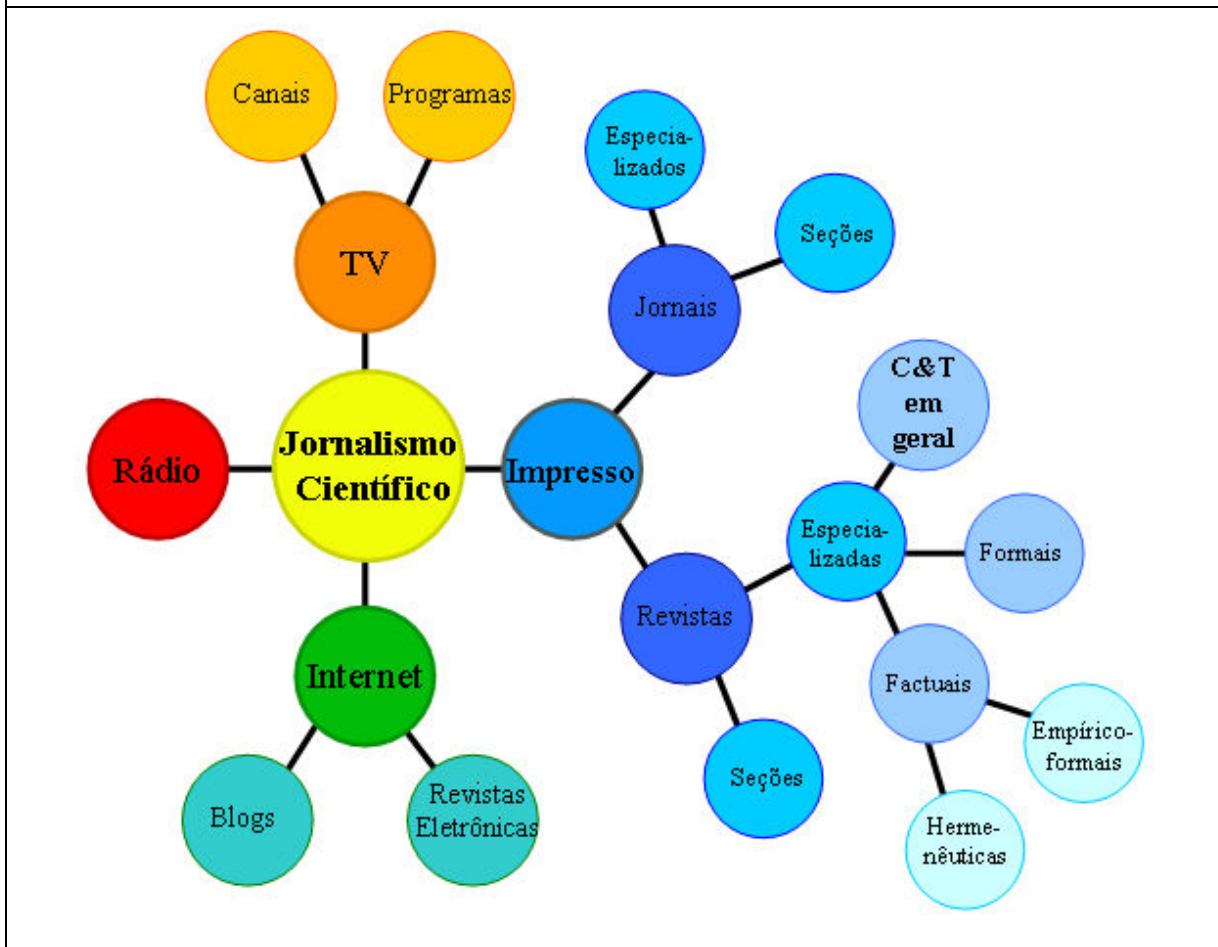 Canais
Programas
Especia-
lizados
Seções
TV
Jornais
C&T
em
geral
Jornalismo
Científico
Rádio
Impresso
Especia-
lizadas
Formais
Revistas
Internet
Factuais
Empírico-
formais
Seções
Revistas
Eletrônicas
Blogs
Herme-
nêuticas